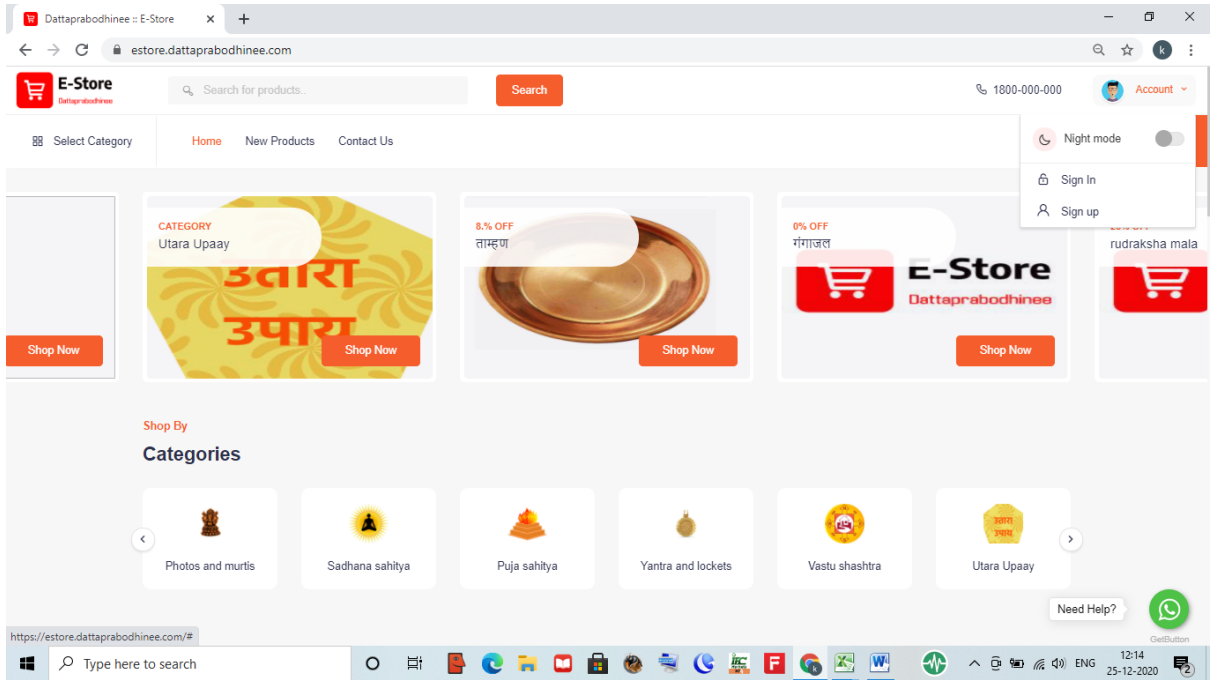 Dattaprabodhinee :: E-Store
estore.dattaprabodhinee.com
k
E-Store
Dattaprabodhinee
Search for products..
Search
1800-000-000
Account
Select Category
Home
New Products
Contact Us
Night mode
Sign In
Sign up
Shop Now
CATEGORY
Utara Upaay
उतारा
उपाय
Shop Now
8.% OFF
ताम्हण
Shop Now
0% OFF
गंगाजल
E-Store
Dattaprabodhinee
Shop Now
rudraksha mala
Shop By
Categories
Photos and murtis
Sadhana sahitya
Puja sahitya
Yantra and lockets
Vastu shashtra
उतारा
उपाय
Utara Upaay
Need Help?
GetButton
https://estore.dattaprabodhinee.com/#
Type here to search
ENG
12:14
25-12-2020
2